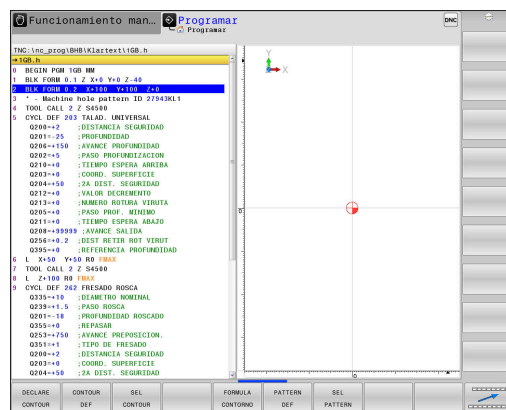 Funcionamiento man...
Programar
Programar
DNC
TNC:\nc_prog\BHB\Klartext\1GB.h
→1GB.h
0 BEGIN PGM 1GB MM
1 BLK FORM 0.1 Z X+0 Y+0 Z-40
2 BLK FORM 0.2 X+100 Y+100 Z+0
3 * - Machine hole pattern ID 27943KL1
4 TOOL CALL 2 Z S4500
5 CYCL DEF 203 TALAD. UNIVERSAL
Q200=+2 ;DISTANCIA SEGURIDAD
Q201=-25 ;PROFUNDIDAD
Q206=+150 ;AVANCE PROFUNDIDAD
Q202=+5 ;PASO PROFUNDIZACION
Q210=+0 ;TIEMPO ESPERA ARRIBA
Q203=+0 ;COORD. SUPERFICIE
Q204=+50 ;2A DIST. SEGURIDAD
Q212=+0 ;VALOR DECREMENTO
Q213=+0 ;NUMERO ROTURA VIRUTA
Q205=+0 ;PASO PROF. MINIMO
Q211=+0 ;TIEMPO ESPERA ABAJO
Q208=+99999 ;AVANCE SALIDA
Q256=+0.2 ;DIST RETIR ROT VIRUT
Q395=+0 ;REFERENCIA PROFUNDIDAD
6 L X+50 Y+50 R0 FMAX
7 TOOL CALL 2 Z S4500
8 L Z+100 R0 FMAX
9 CYCL DEF 262 FRESADO ROSCA
Q335=+10 ;DIAMETRO NOMINAL
Q239=+1.5 ;PASO ROSCA
Q201=-18 ;PROFUNDIDAD ROSCADO
Q355=+0 ;REPASAR
Q253=+750 ;AVANCE PREPOSICION.
Q351=+1 ;TIPO DE FRESADO
Q200=+2 ;DISTANCIA SEGURIDAD
Q203=+0 ;COORD. SUPERFICIE
Q204=+50 ;2A DIST. SEGURIDAD
Y
X
0
0
DECLARE CONTOUR
CONTOUR DEF
SEL CONTOUR
FORMULA CONTORNO
PATTERN DEF
SEL PATTERN